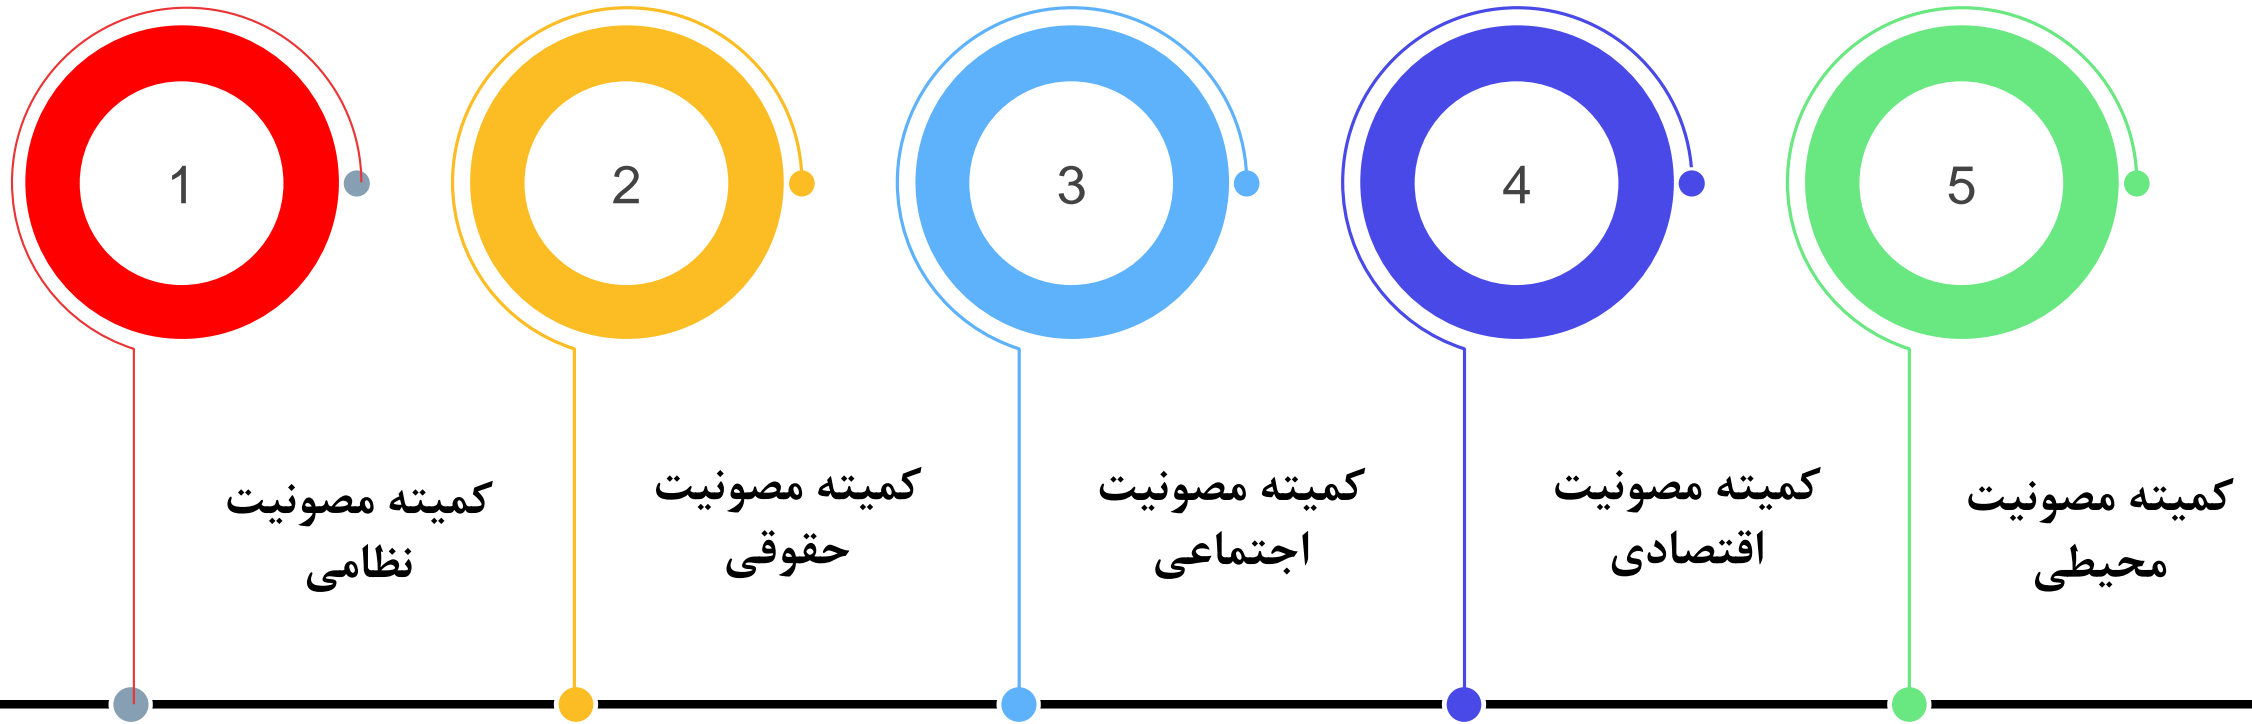 1
کمیته مصونیت
نظامی
2
کمیته مصونیت
حقوقی
3
کمیته مصونیت
اجتماعی
4
کمیته مصونیت
اقتصادی
5
کمیته مصونیت
محیطی